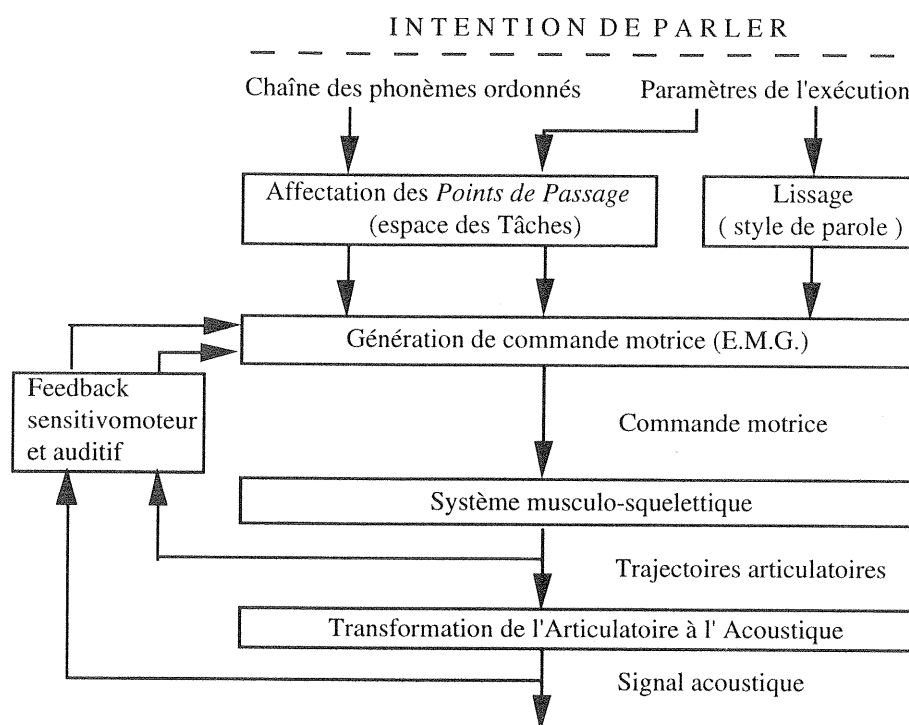 INTENTION DE PARLER
Chaîne des phonèmes ordonnés
Paramètres de l'exécution
Affectation des Points de Passage
(espace des Tâches)
Lissage
( style de parole )
Génération de commande motrice (E.M.G.)
Feedback
sensitivomoteur
et auditif
Commande motrice
Système musculo-squelettique
Trajectoires articulatoires
Transformation de l'Articulatoire à l' Acoustique
Signal acoustique